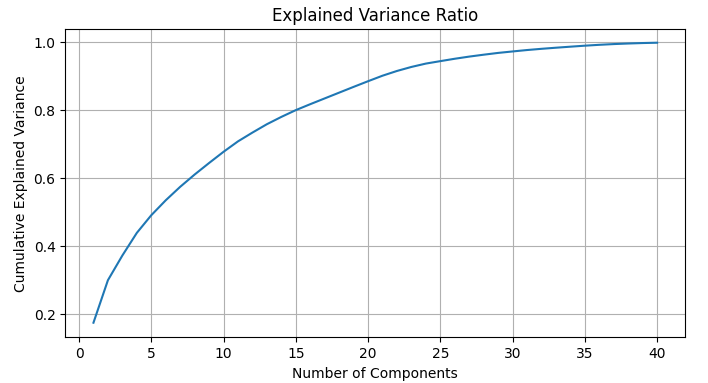 Explained Variance Ratio
1.0
0.8
0.6
0.4
0.2
Cumulative Explained Variance
0 5 10 15 20 25 30 35 40
Number of Components